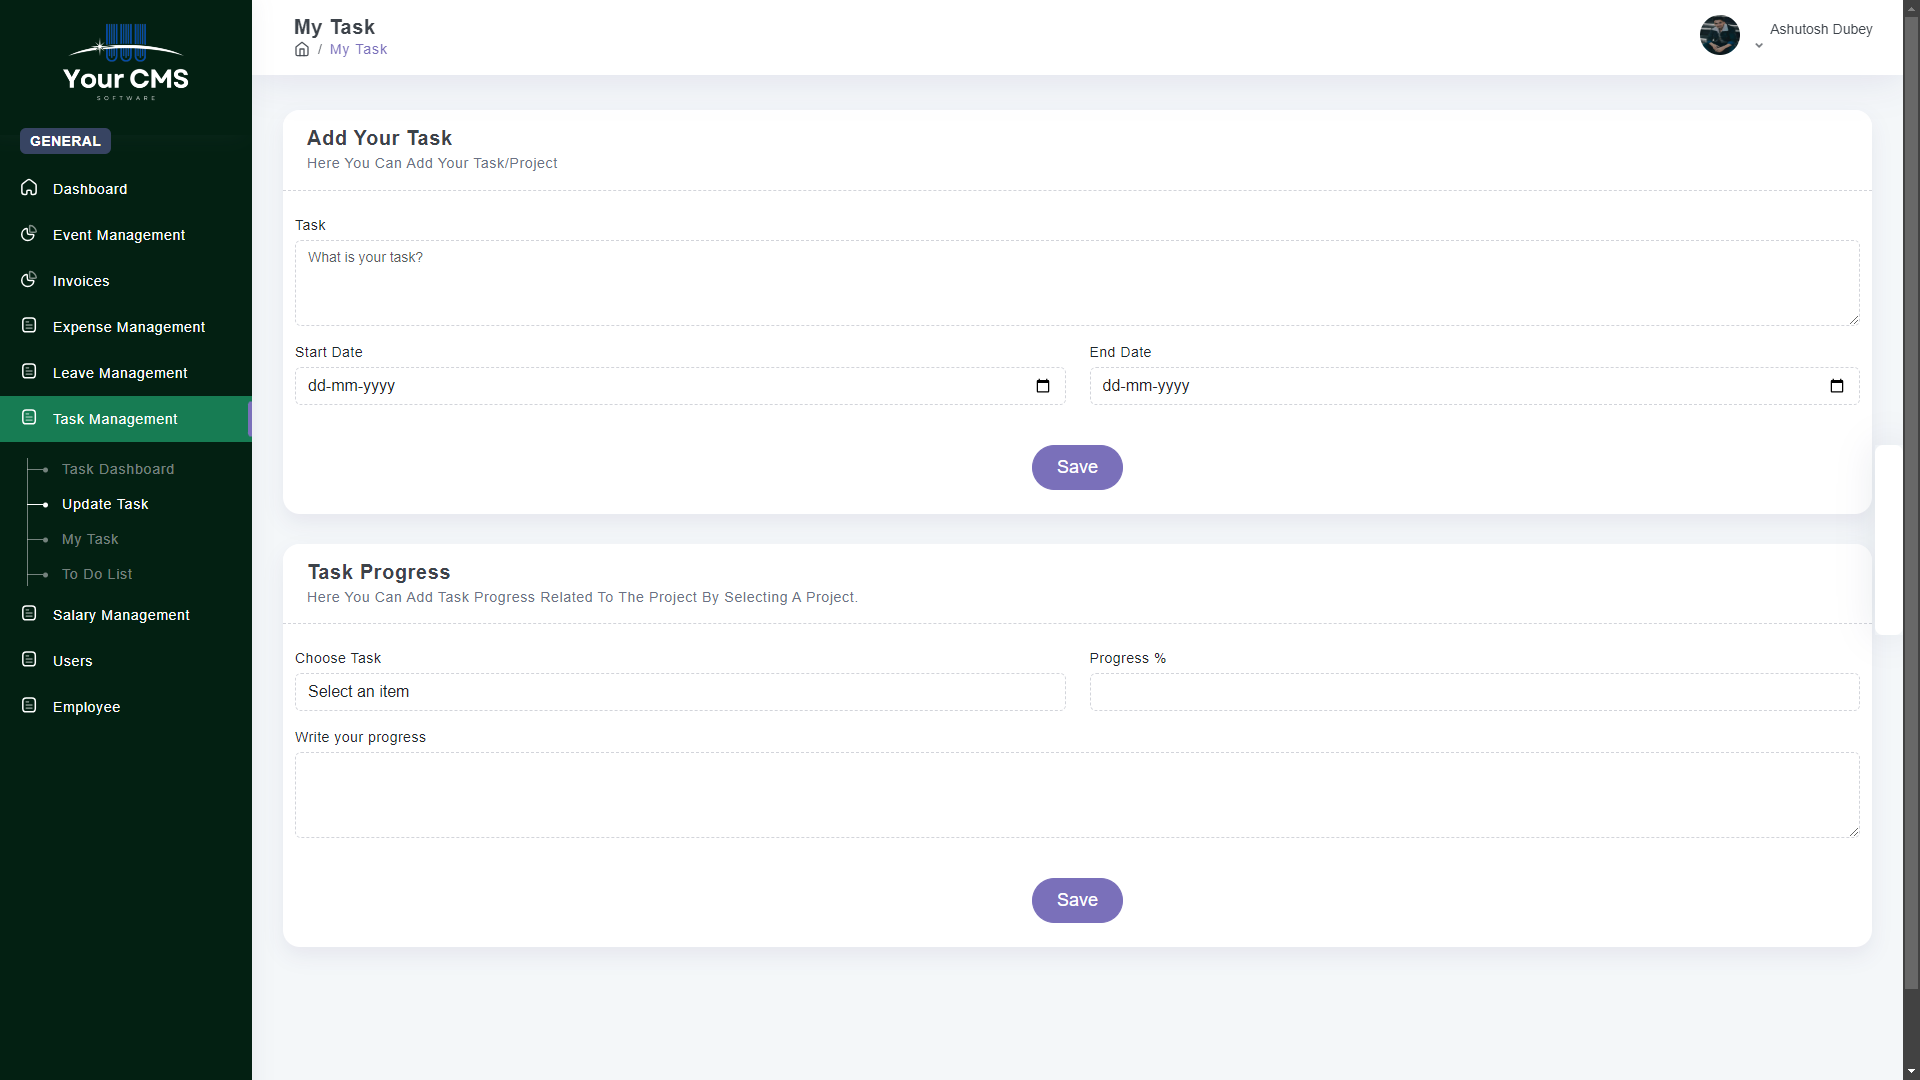 Your CMS
SOFTWARE
GENERAL
Dashboard
Event Management
Invoices
Expense Management
Leave Management
Task Management
Task Dashboard
Update Task
My Task
To Do List
Salary Management
Users
Employee
My Task
/ My Task
Ashutosh Dubey
Add Your Task
Here You Can Add Your Task/Project
Task
What is your task?
Start Date
End Date
dd-mm-yyyy
dd-mm-yyyy
Save
Task Progress
Here You Can Add Task Progress Related To The Project By Selecting A Project.
Choose Task
Progress %
Select an item
Write your progress
Save